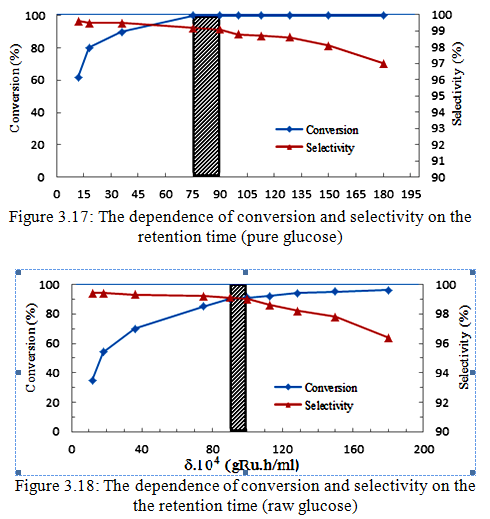 Conversion (%)
100
80
60
40
20
0
Conversion
Selectivity
100
99
98
97
96
95
94
93
92
91
90
Selectivity (%)
0 15 30 45 60 75 90 105 120 135 150 165 180 195
Figure 3.17: The dependence of conversion and selectivity on the
retention time (pure glucose)
Conversion (%)
100
80
60
40
20
0
Conversion
Selectivity
100
98
96
94
92
90
Selectivity (%)
0 40 80 120 160 200
δ.10⁴ (gRu.h/ml)
Figure 3.18: The dependence of conversion and selectivity on the
the retention time (raw glucose)